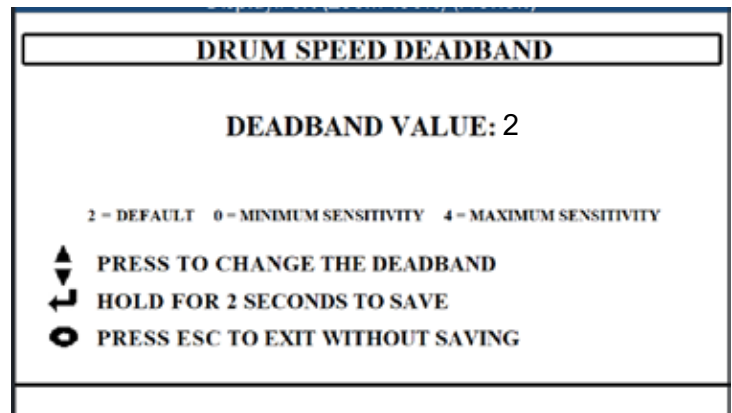 DRUM SPEED DEADBAND
DEADBAND VALUE: 2
2 = DEFAULT 0 = MINIMUM SENSITIVITY 4 = MAXIMUM SENSITIVITY
PRESS TO CHANGE THE DEADBAND
HOLD FOR 2 SECONDS TO SAVE
PRESS ESC TO EXIT WITHOUT SAVING